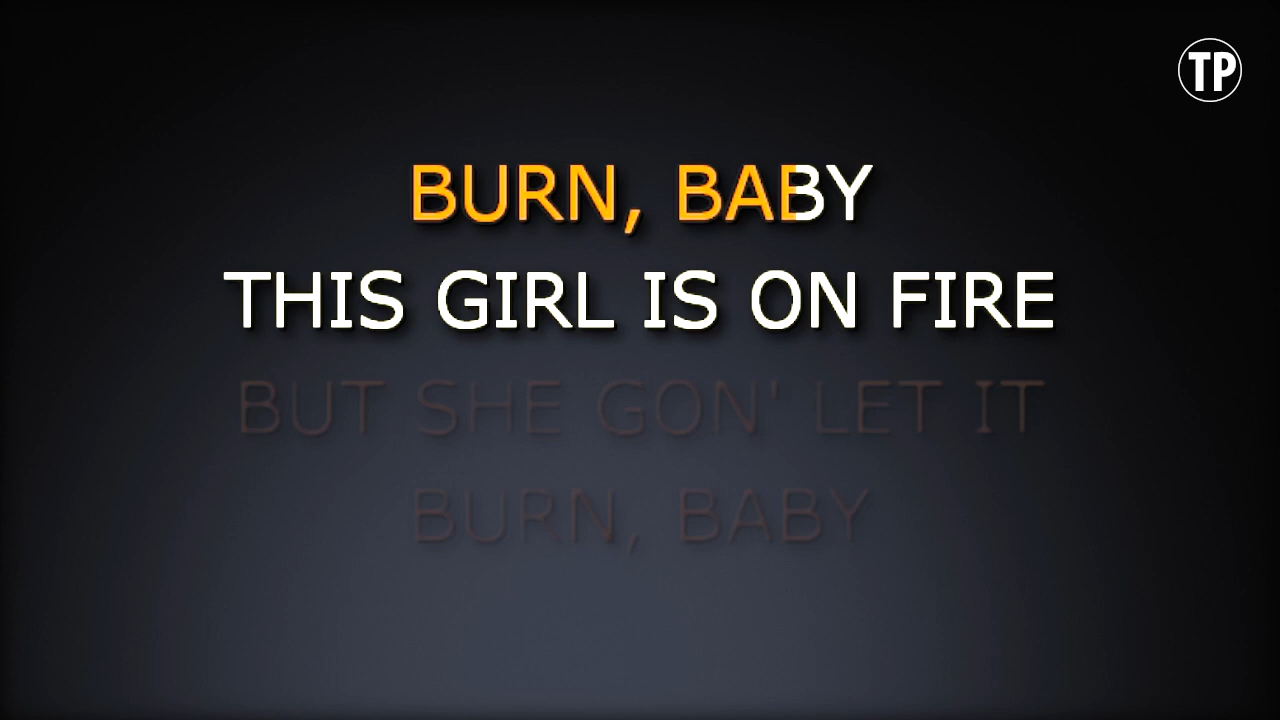 TP
BURN, BABY
THIS GIRL IS ON FIRE
BUT SHE GON' LET IT
BURN, BABY